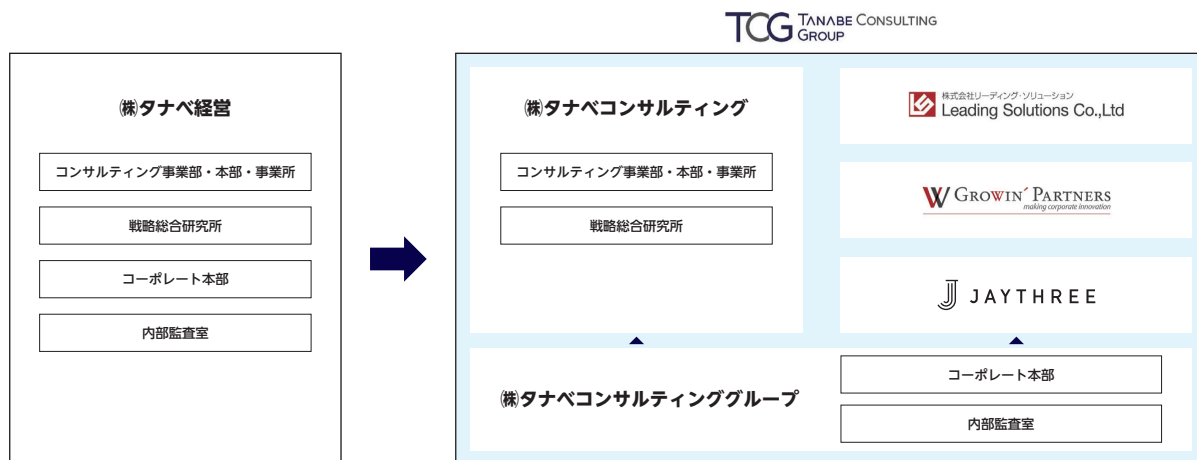 TCG TANABE CONSULTING
GROUP
㈱タナベ経営
コンサルティング事業部・本部・事業所
戦略総合研究所
コーポレート本部
内部監査室
㈱タナベコンサルティング
コンサルティング事業部・本部・事業所
戦略総合研究所
株式会社リーディング・ソリューション
Leading Solutions Co.,Ltd
GROWIN' PARTNERS
making corporate innovation
JAYTHREE
㈱タナベコンサルティンググループ
コーポレート本部
内部監査室